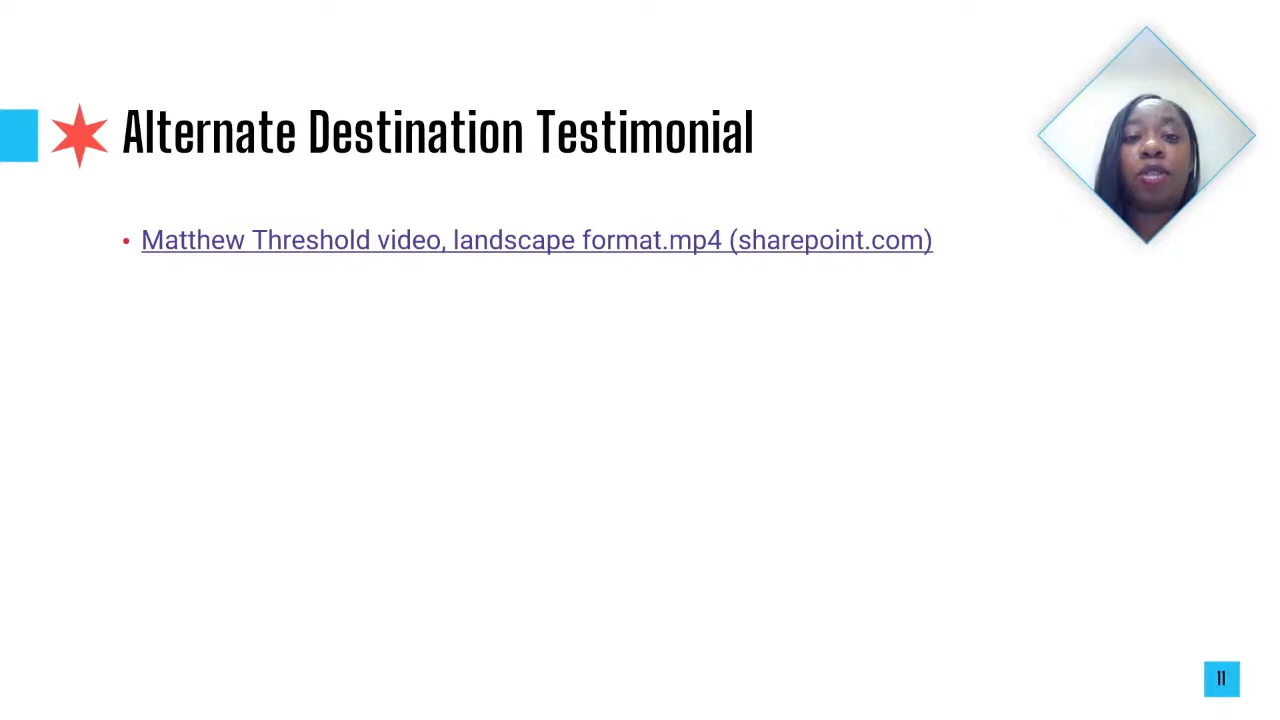 Alternate Destination Testimonial
• Matthew Threshold video, landscape format.mp4 (sharepoint.com)
11